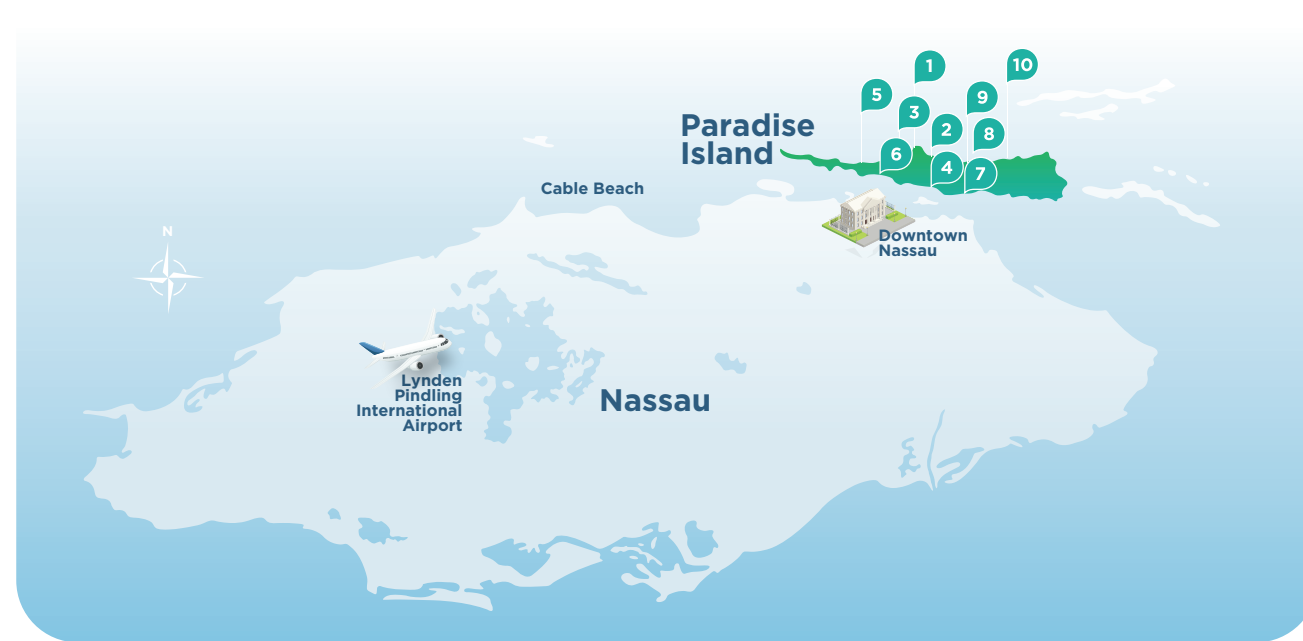 1
10
5
9
3
Paradise
Island
2
8
6
4
7
Cable Beach
N
Downtown
Nassau
Lynden
Pindling
International
Airport
Nassau